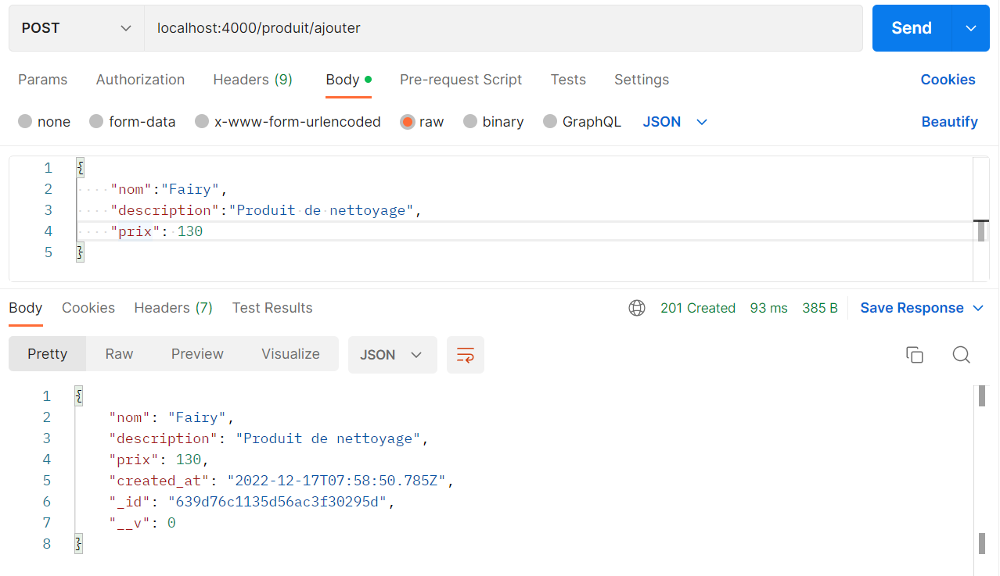 POST localhost:4000/produit/ajouter Send
Params Authorization Headers (9) Body Pre-request Script Tests Settings Cookies
none form-data x-www-form-urlencoded raw binary GraphQL JSON Beautify
1 {
2 "nom":"Fairy",
3 "description":"Produit de nettoyage",
4 "prix": 130
5 }
Body Cookies Headers (7) Test Results 201 Created 93 ms 385 B Save Response
Pretty Raw Preview Visualize JSON
1 {
2 "nom": "Fairy",
3 "description": "Produit de nettoyage",
4 "prix": 130,
5 "created_at": "2022-12-17T07:58:50.785Z",
6 "_id": "639d76c1135d56ac3f30295d",
7 "__v": 0
8 }